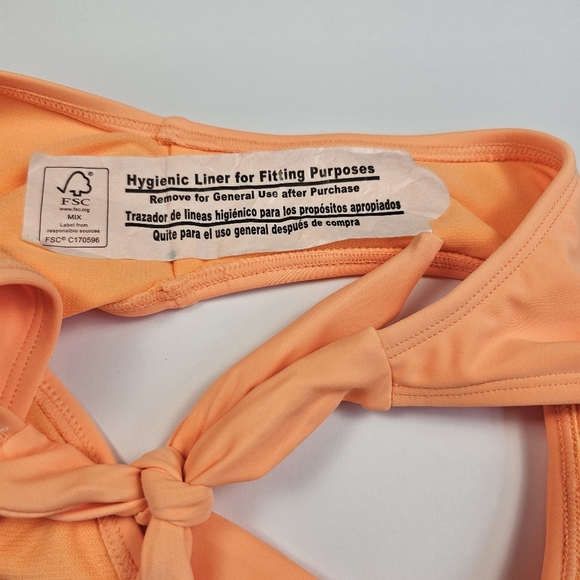 FSC
www.fsc.org
MIX
Label from
responsible sources
FSC® C170596
Hygienic Liner for Fitting Purposes
Remove for General Use after Purchase
Trazador de lineas higiénico para los propósitos apropiados
Quite para el uso general después de compra